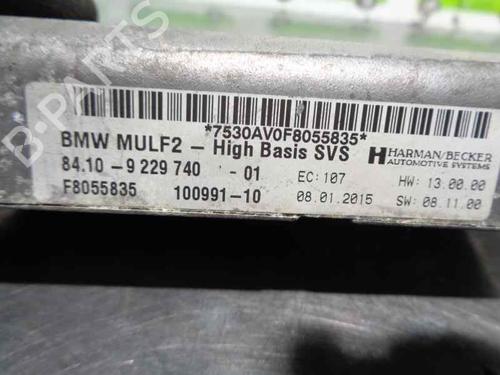 *7530AV0F8055835*
BMW MULF2 - High Basis SVS
HARMAN/BECKER
AUTOMOTIVE SYSTEMS
84.10 - 9 229 740 - 01
EC: 107
HW: 13.00.00
F8055835
100991-10
08.01.2015
SW: 08.11.00
B-PARTS